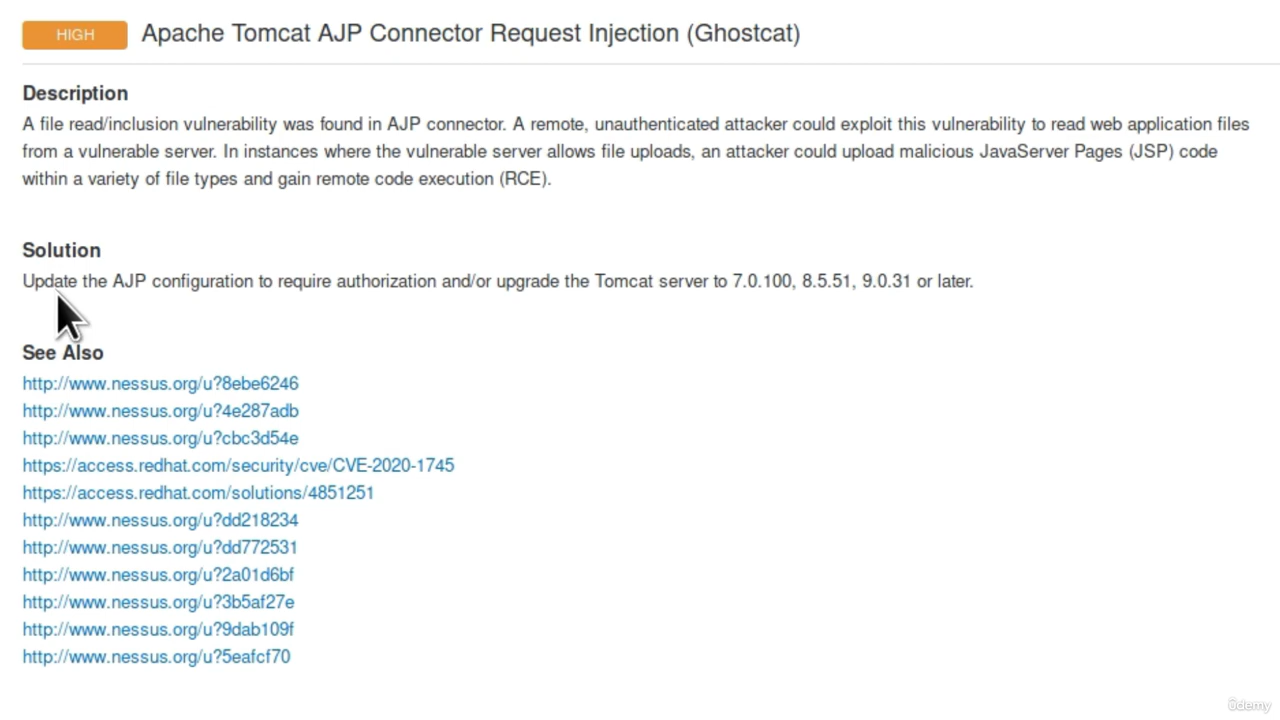 HIGH Apache Tomcat AJP Connector Request Injection (Ghostcat)
Description
A file read/inclusion vulnerability was found in AJP connector. A remote, unauthenticated attacker could exploit this vulnerability to read web application files
from a vulnerable server. In instances where the vulnerable server allows file uploads, an attacker could upload malicious JavaServer Pages (JSP) code
within a variety of file types and gain remote code execution (RCE).
Solution
Update the AJP configuration to require authorization and/or upgrade the Tomcat server to 7.0.100, 8.5.51, 9.0.31 or later.
See Also
http://www.nessus.org/u?8ebe6246
http://www.nessus.org/u?4e287adb
http://www.nessus.org/u?cbc3d54e
https://access.redhat.com/security/cve/CVE-2020-1745
https://access.redhat.com/solutions/4851251
http://www.nessus.org/u?dd218234
http://www.nessus.org/u?dd772531
http://www.nessus.org/u?2a01d6bf
http://www.nessus.org/u?3b5af27e
http://www.nessus.org/u?9dab109f
http://www.nessus.org/u?5eafcf70
ûdemy